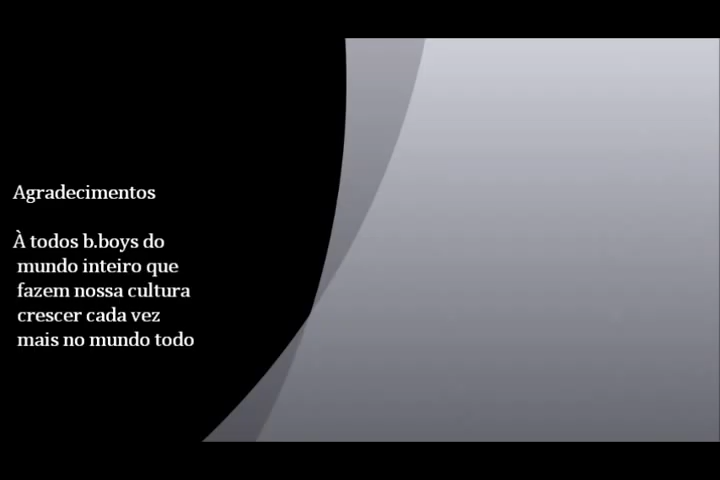 Agradecimentos
À todos b.boys do
mundo inteiro que
fazem nossa cultura
crescer cada vez
mais no mundo todo